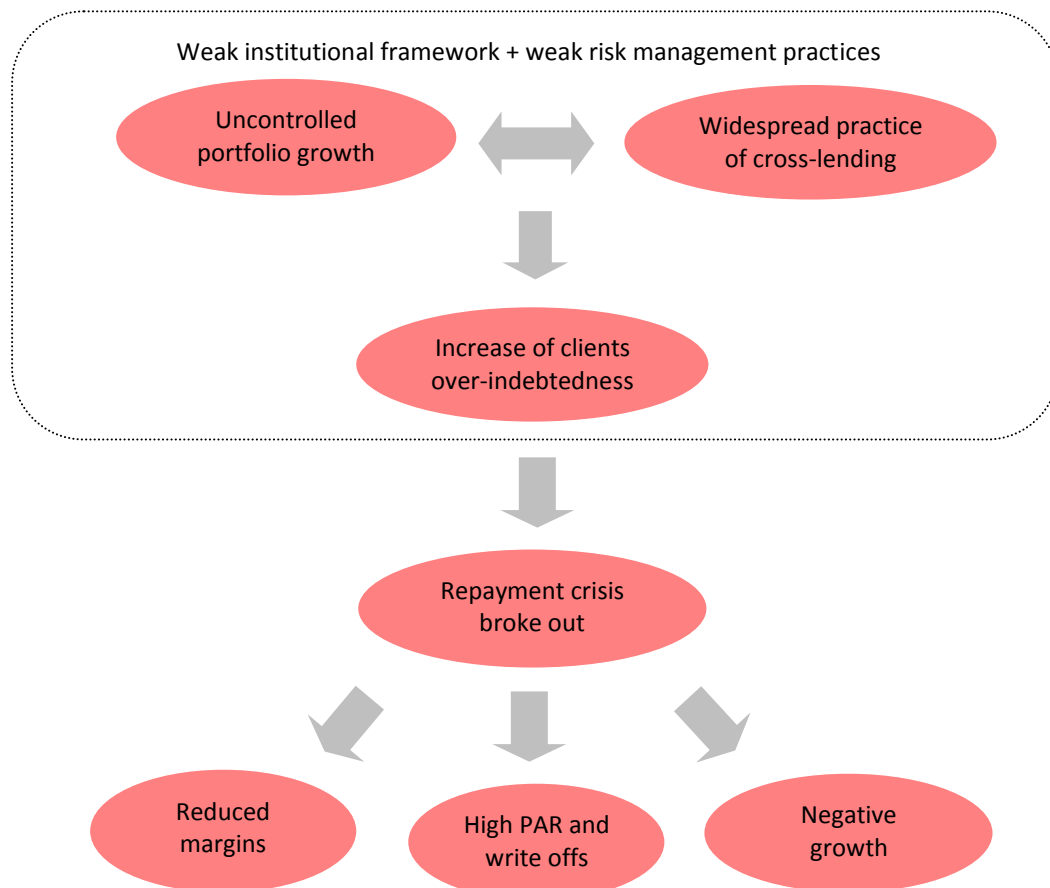 Weak institutional framework + weak risk management practices
Uncontrolled
portfolio growth
Widespread practice
of cross-lending
Increase of clients
over-indebtedness
Repayment crisis
broke out
Reduced
margins
High PAR and
write offs
Negative
growth